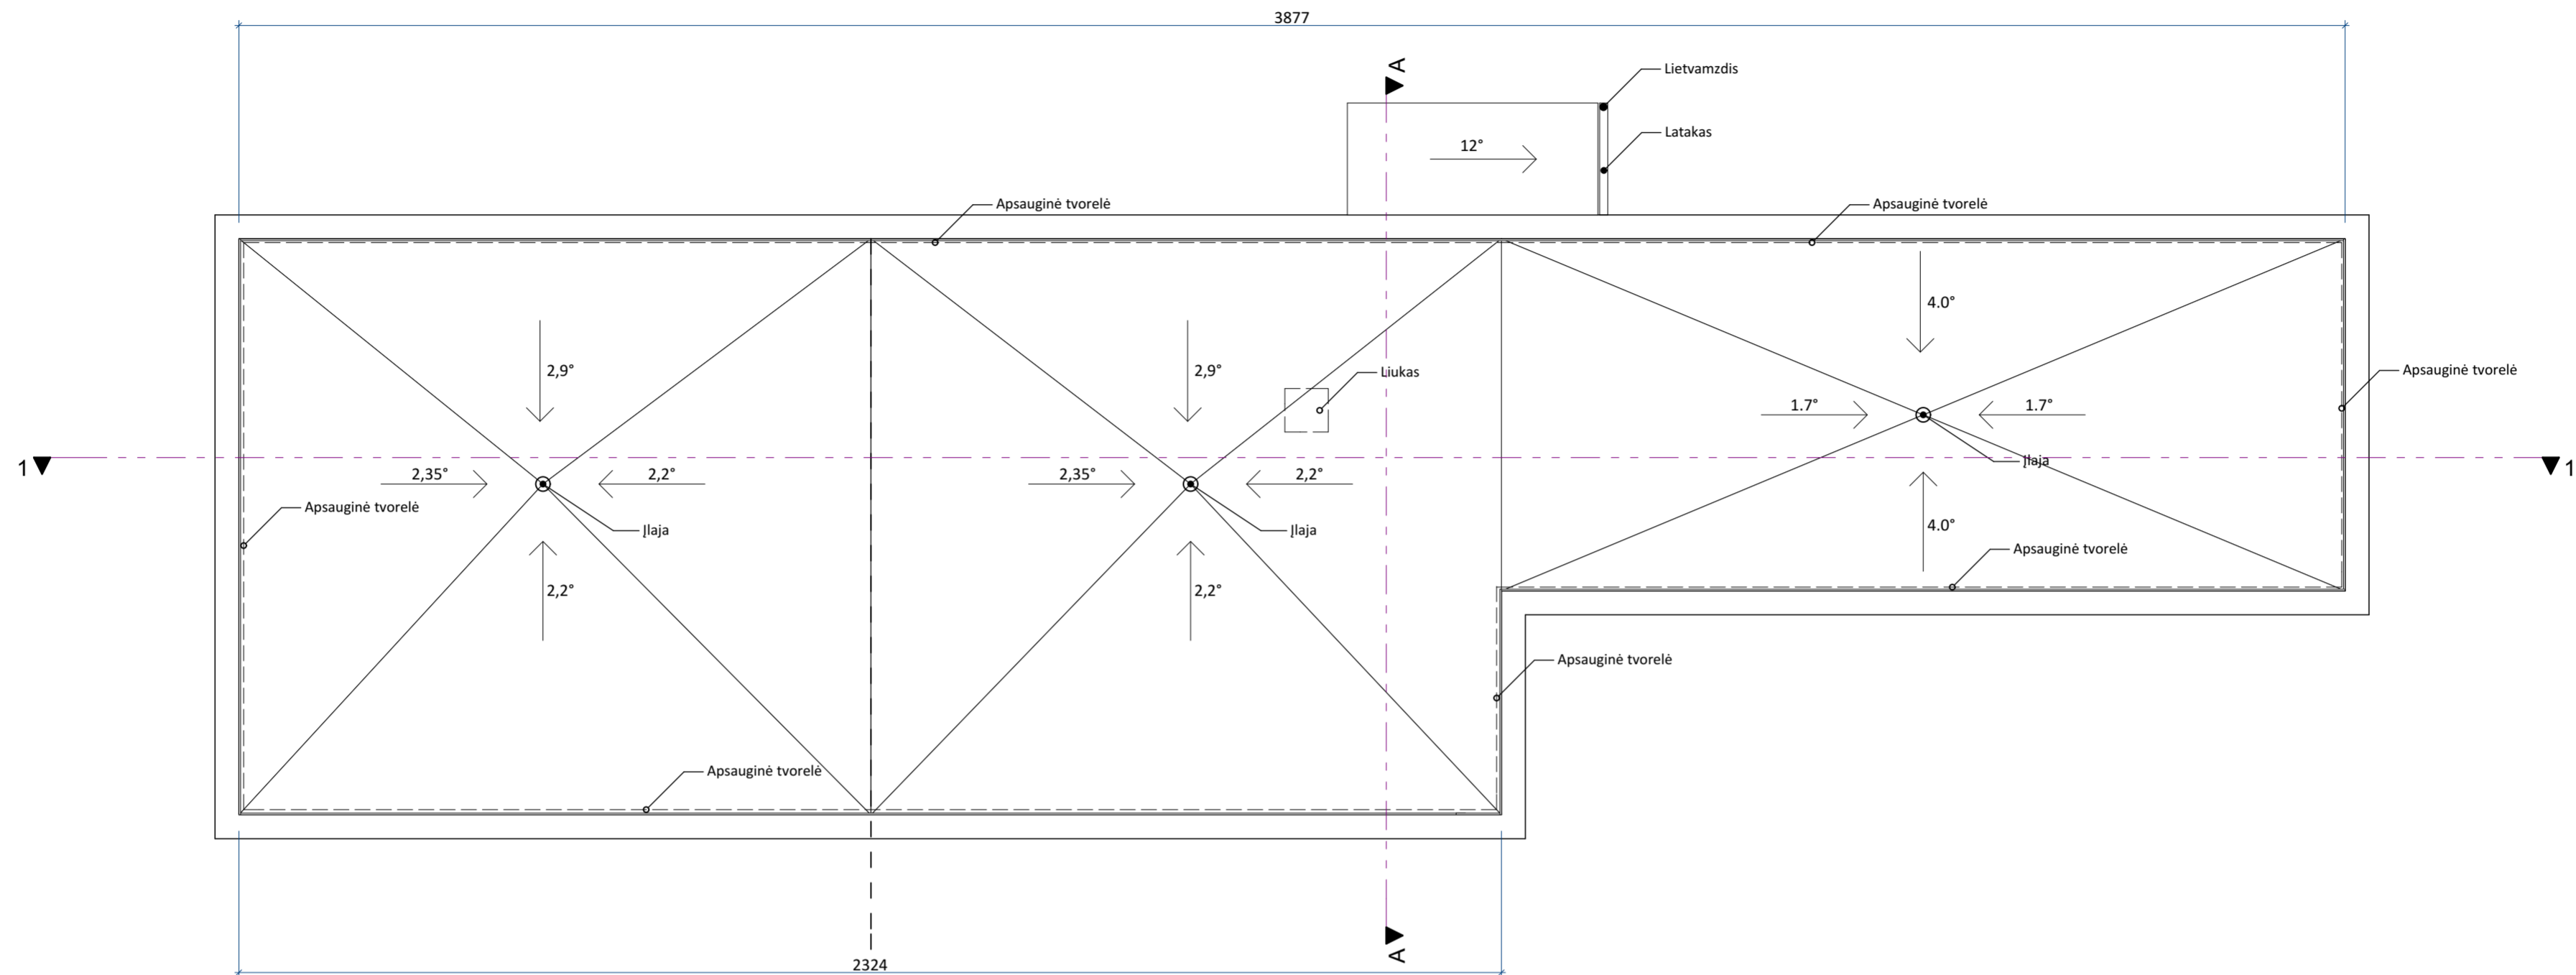 3877
A
Lietvamzdis
Latakas
12°
Apsauginė tvorelė
Apsauginė tvorelė
4.0°
2,9°
2,9°
Liukas
Apsauginė tvorelė
1.7°
1.7°
1
Įlaja
1
2,35°
2,2°
2,35°
2,2°
Apsauginė tvorelė
Įlaja
Įlaja
4.0°
Apsauginė tvorelė
2,2°
2,2°
Apsauginė tvorelė
Apsauginė tvorelė
A
2324